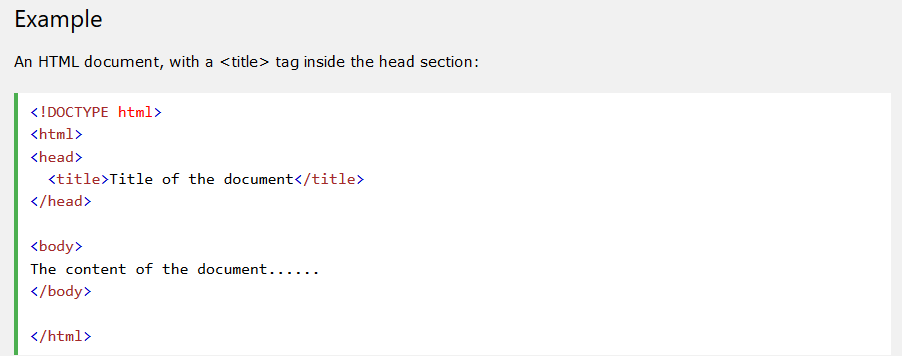 Example
An HTML document, with a <title> tag inside the head section:
<!DOCTYPE html>
<html>
<head>
  <title>Title of the document</title>
</head>
<body>
The content of the document......
</body>
</html>